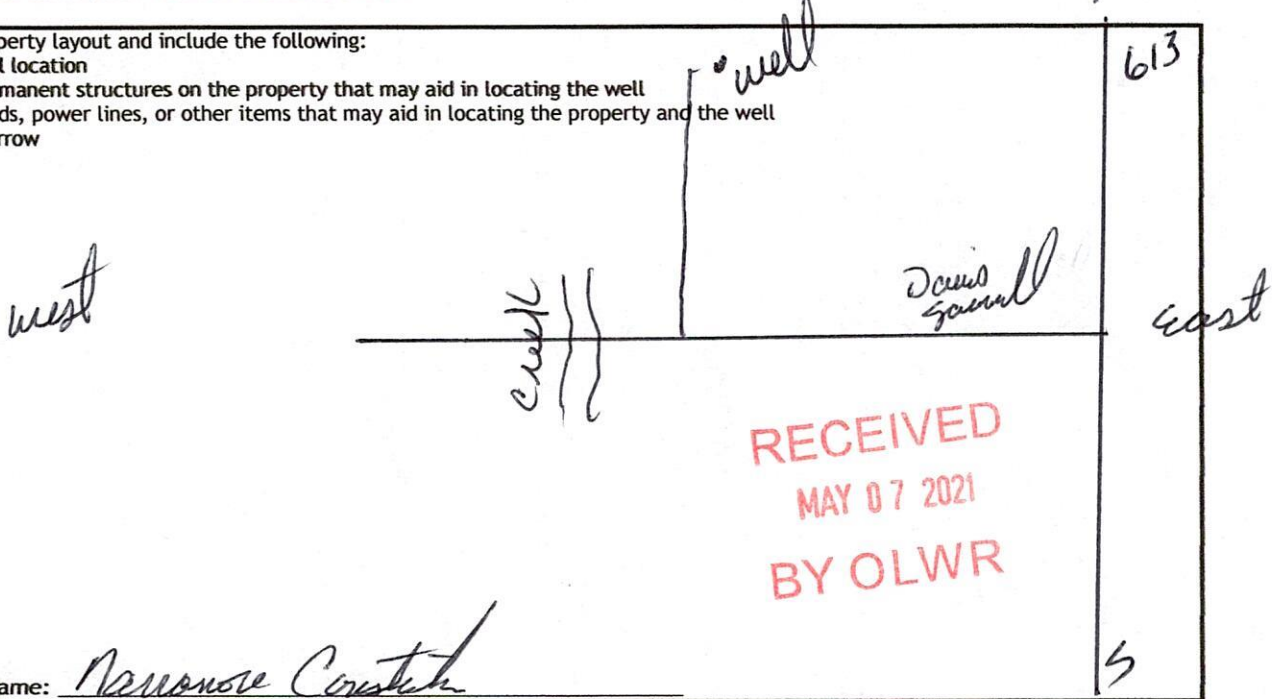 perty layout and include the following:
l location
manent structures on the property that may aid in locating the well
ds, power lines, or other items that may aid in locating the property and the well
rrow
well
613
west
creek
Davis
East
RECEIVED
MAY 07 2021
BY OLWR
S
ame: